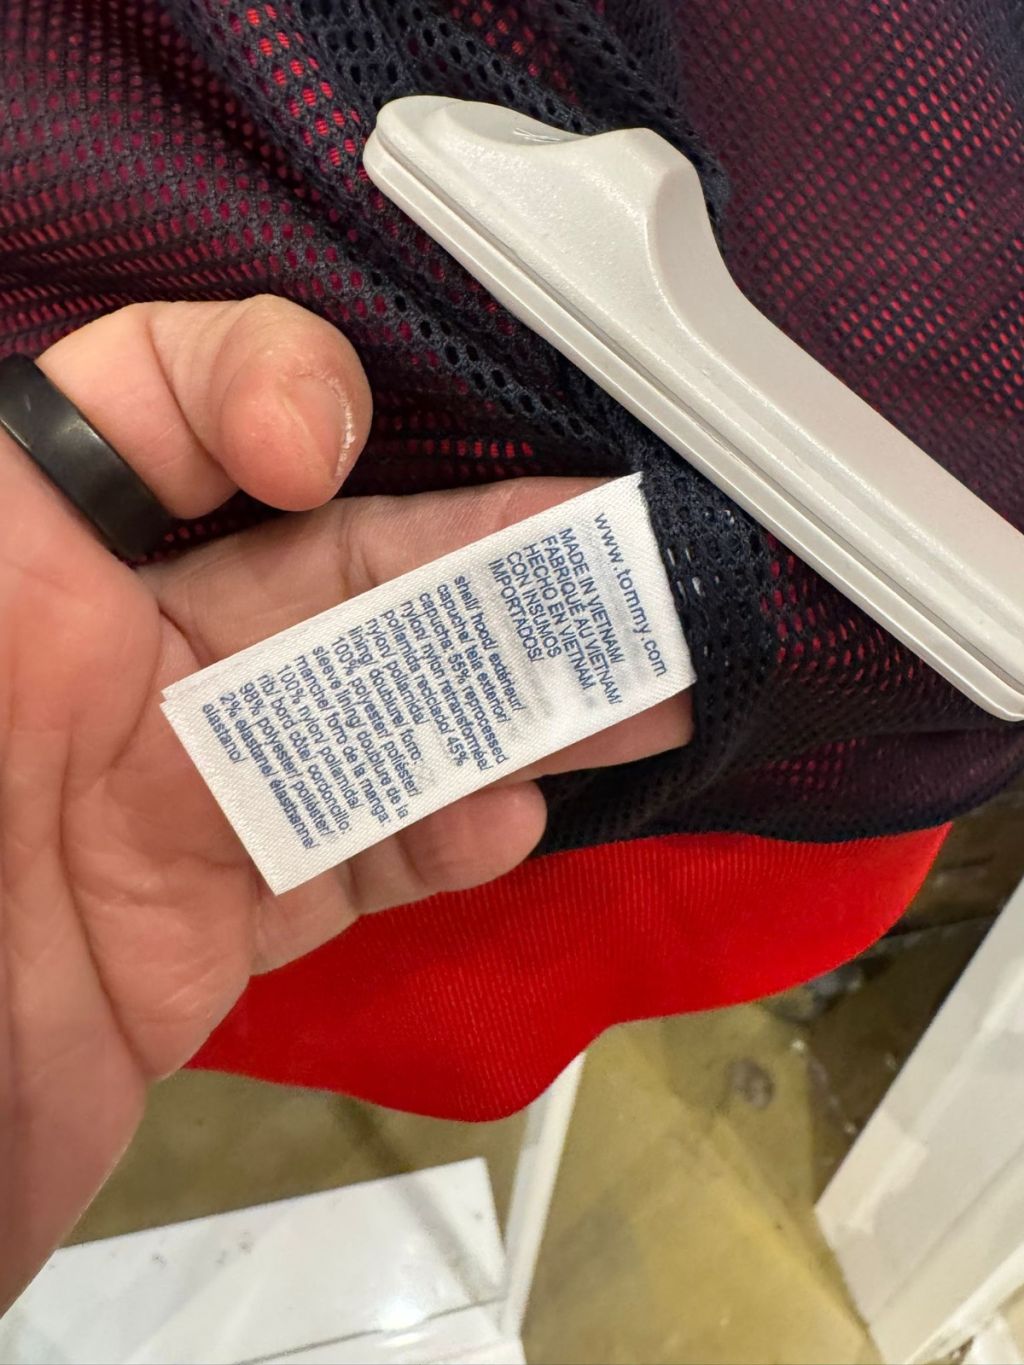 www.tommy.com
MADE IN VIETNAM/
FABRIQUÉ AU VIETNAM/
HECHO EN VIETNAM
CON INSUMOS
IMPORTADOS/
shell/ hood/ extérieur/
capuche/ tela exterior/
capucha: 55% reprocessed
nylon/ nylon retransformée/
poliamida reciclada/ 45%
nylon/ polyamide/ poliamida/
lining/ doublure/ forro:
100% polyester/ poliéster/
sleeve lining/ doublure de la
manche/ forro de la manga:
100% nylon/ poliamida/
rib/ bord côte/ cordoncillo:
98% polyester/ poliéster/
2% elastane/ élasthanne/
elastano/